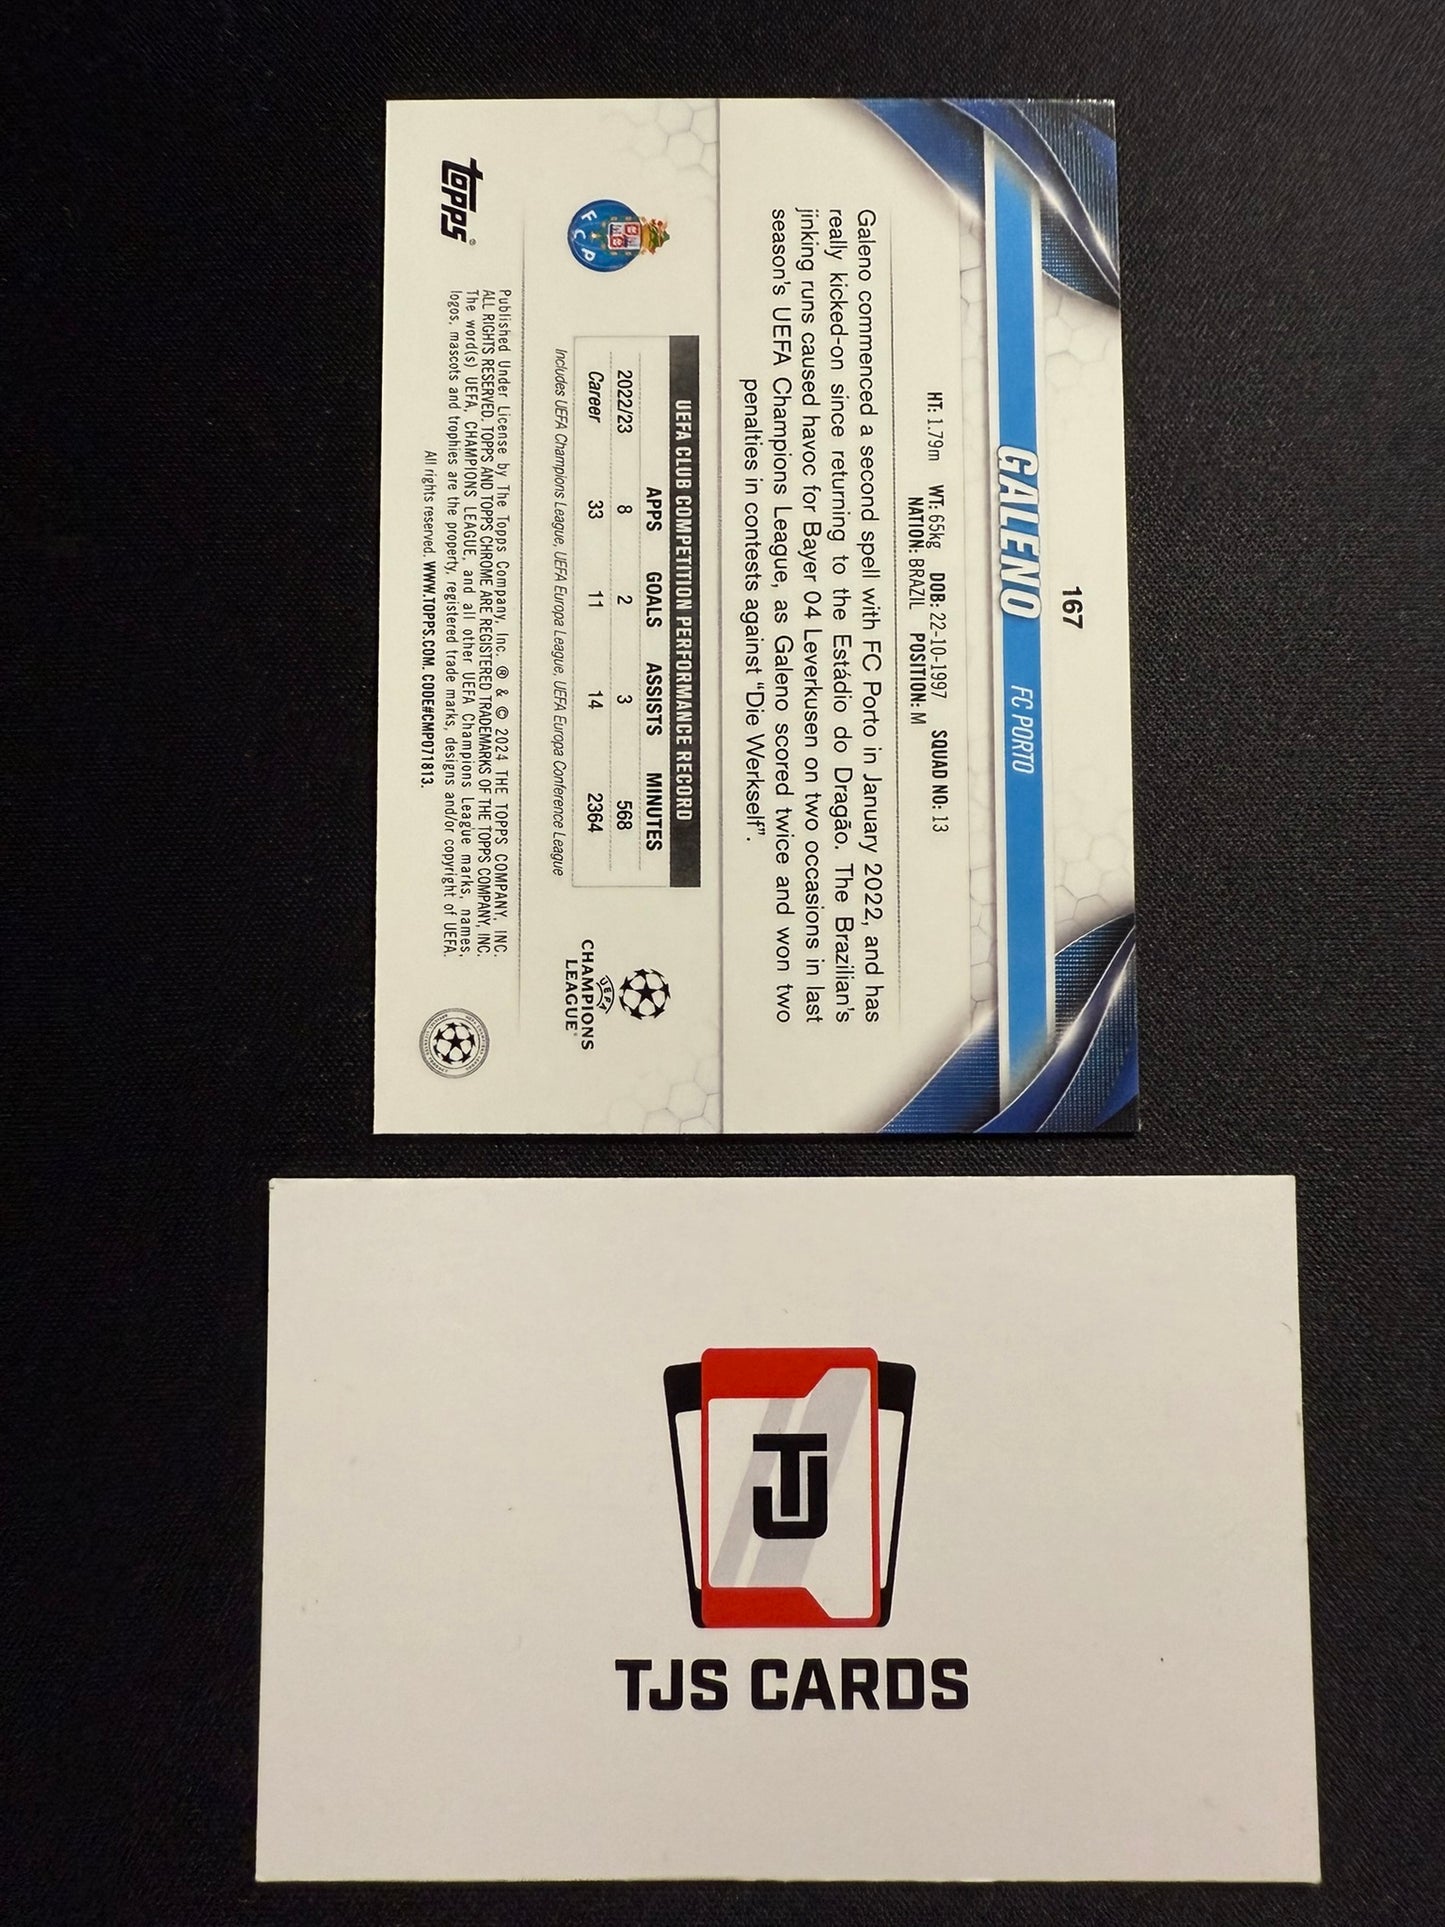 167
GALENO FC PORTO
HT: 1.79m WT: 65kg DOB: 22-10-1997 SQUAD NO: 13
NATION: BRAZIL POSITION: M
Galeno commenced a second spell with FC Porto in January 2022, and has
really kicked-on since returning to the Estádio do Dragão. The Brazilian's
jinking runs caused havoc for Bayer 04 Leverkusen on two occasions in last
season's UEFA Champions League, as Galeno scored twice and won two
penalties in contests against "Die Werkself".
UEFA CLUB COMPETITION PERFORMANCE RECORD
APPS GOALS ASSISTS MINUTES
2022/23 8 2 3 568
Career 33 11 14 2364
Includes UEFA Champions League, UEFA Europa League, UEFA Europa Conference League
FCP
UEFA
CHAMPIONS
LEAGUE®
topps®
Published Under License by The Topps Company, Inc. ® & © 2024 THE TOPPS COMPANY, INC.
ALL RIGHTS RESERVED. TOPPS AND TOPPS CHROME ARE REGISTERED TRADEMARKS OF THE TOPPS COMPANY, INC.
The word(s) UEFA, CHAMPIONS LEAGUE, and all other UEFA Champions League marks, names,
logos, mascots and trophies are the property, registered trade marks, designs and/or copyright of UEFA.
All rights reserved. WWW.TOPPS.COM. CODE#CMP071813.
TJ
TJS CARDS